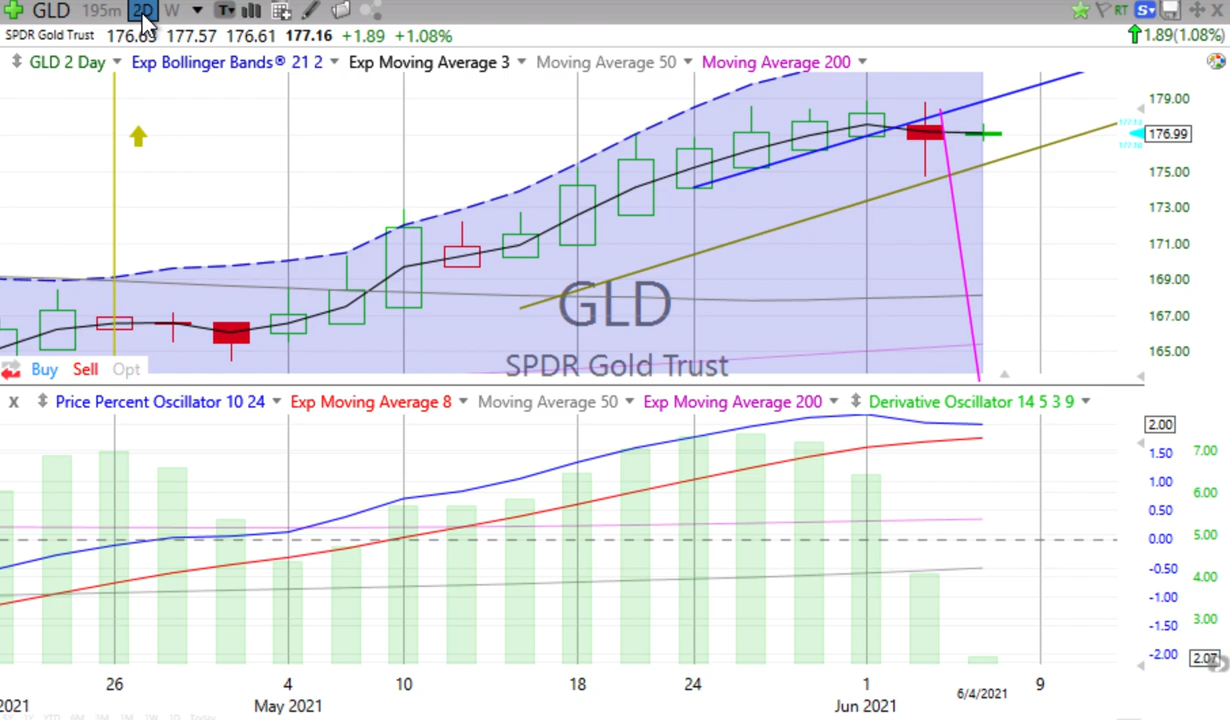 GLD 195m 2D W T RT S
SPDR Gold Trust 176.63 177.57 176.61 177.16 +1.89 +1.08% 1.89(1.08%)
GLD 2 Day Exp Bollinger Bands® 21 2 Exp Moving Average 3 Moving Average 50 Moving Average 200
179.00
176.99
175.00
173.00
171.00
169.00
167.00
165.00
GLD
SPDR Gold Trust
Buy Sell Opt
X Price Percent Oscillator 10 24 Exp Moving Average 8 Moving Average 50 Exp Moving Average 200 Derivative Oscillator 14 5 3 9
2.00
1.50 7.00
1.00
6.00
0.50
0.00 5.00
-0.50
4.00
-1.00
-1.50 3.00
-2.00 2.07
26 4 10 18 24 1 6/4/2021 9
2021 May 2021 Jun 2021